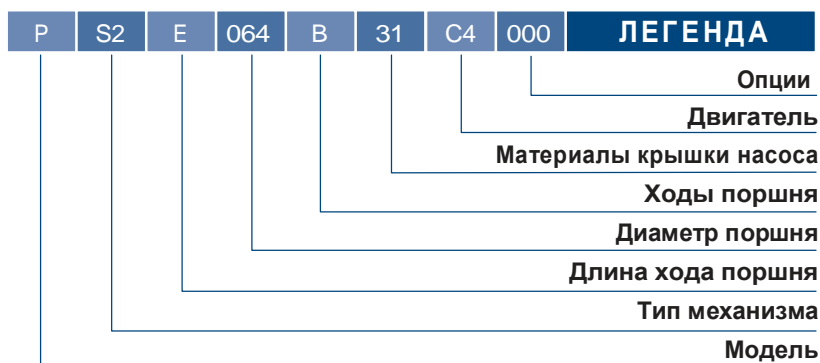 P S2 E 064 B 31 C4 000 ЛЕГЕНДА
Опции
Двигатель
Материалы крышки насоса
Ходы поршня
Диаметр поршня
Длина хода поршня
Тип механизма
Модель